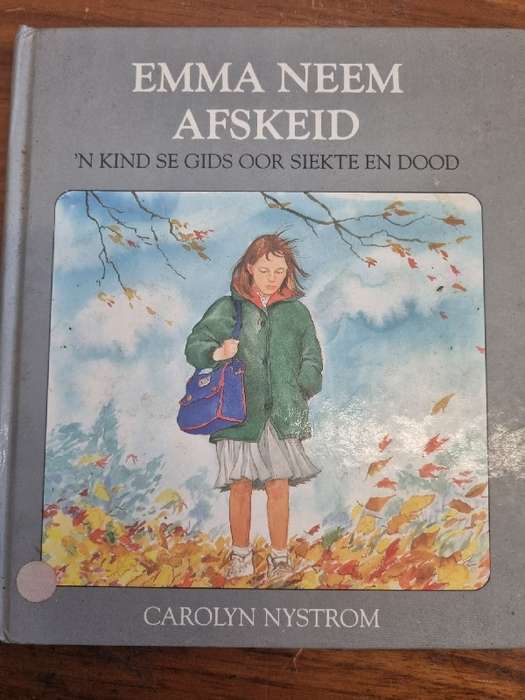 EMMA NEEM
AFSKEID
'N KIND SE GIDS OOR SIEKTE EN DOOD
CAROLYN NYSTROM